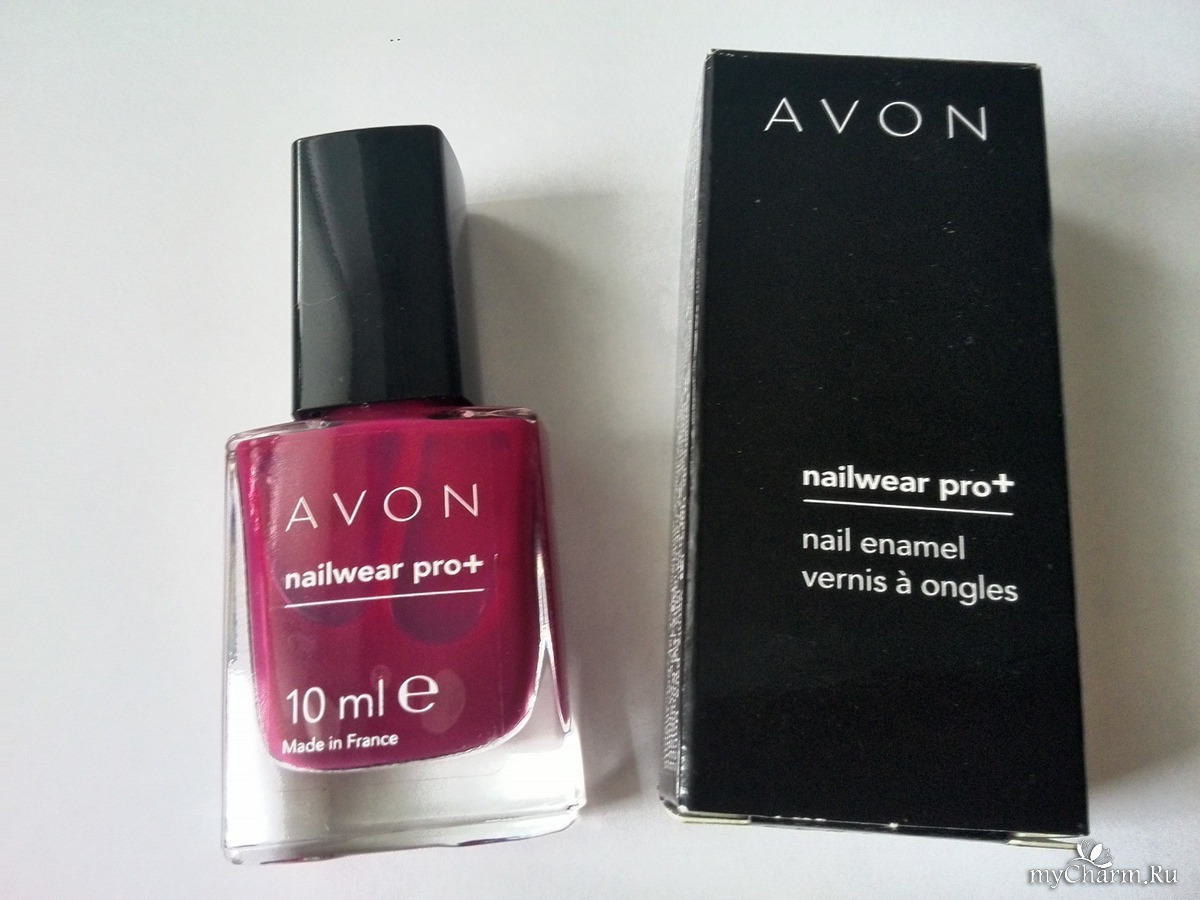 AVON
nailwear pro+
10 ml e
Made in France
AVON
nailwear pro+
nail enamel
vernis à ongles
myCharm.Ru